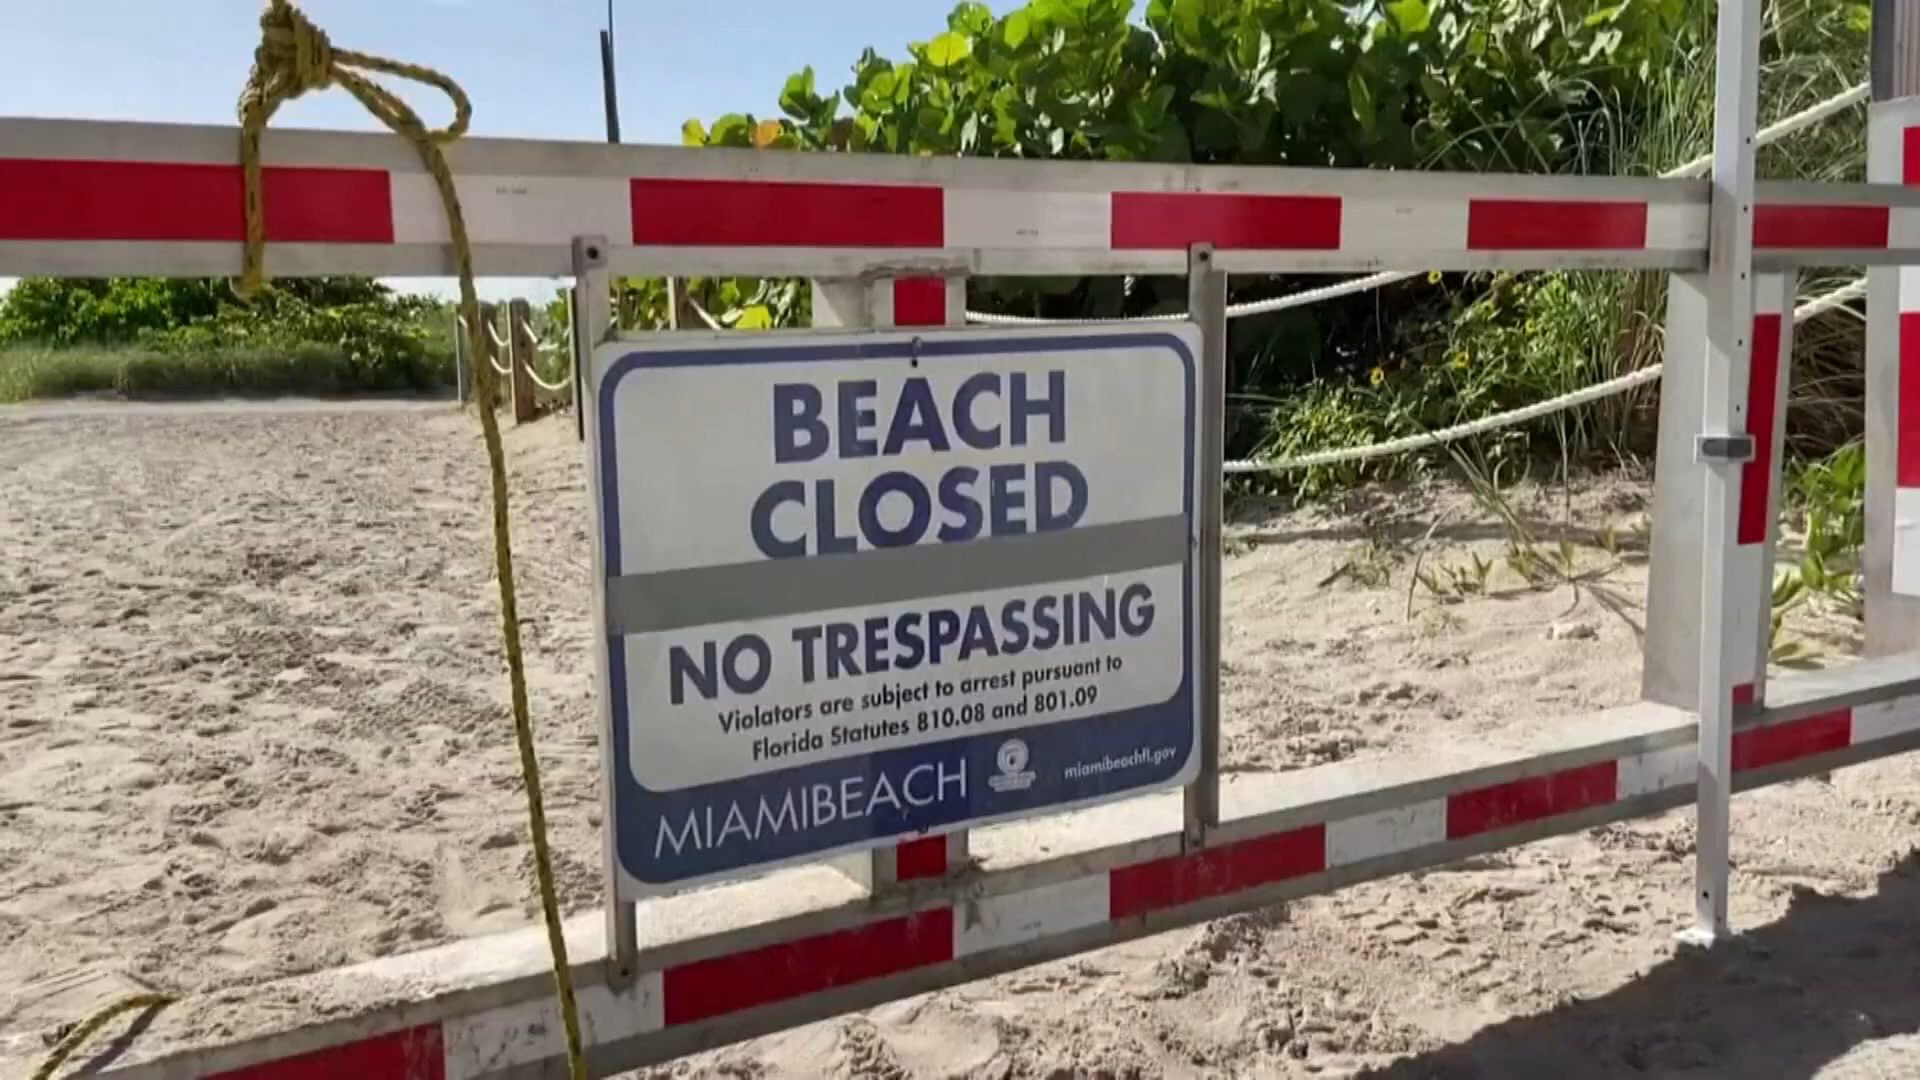 BEACH
CLOSED
NO TRESPASSING
Violators are subject to arrest pursuant to
Florida Statutes 810.08 and 801.09
MIAMIBEACH
miamibeachfl.gov